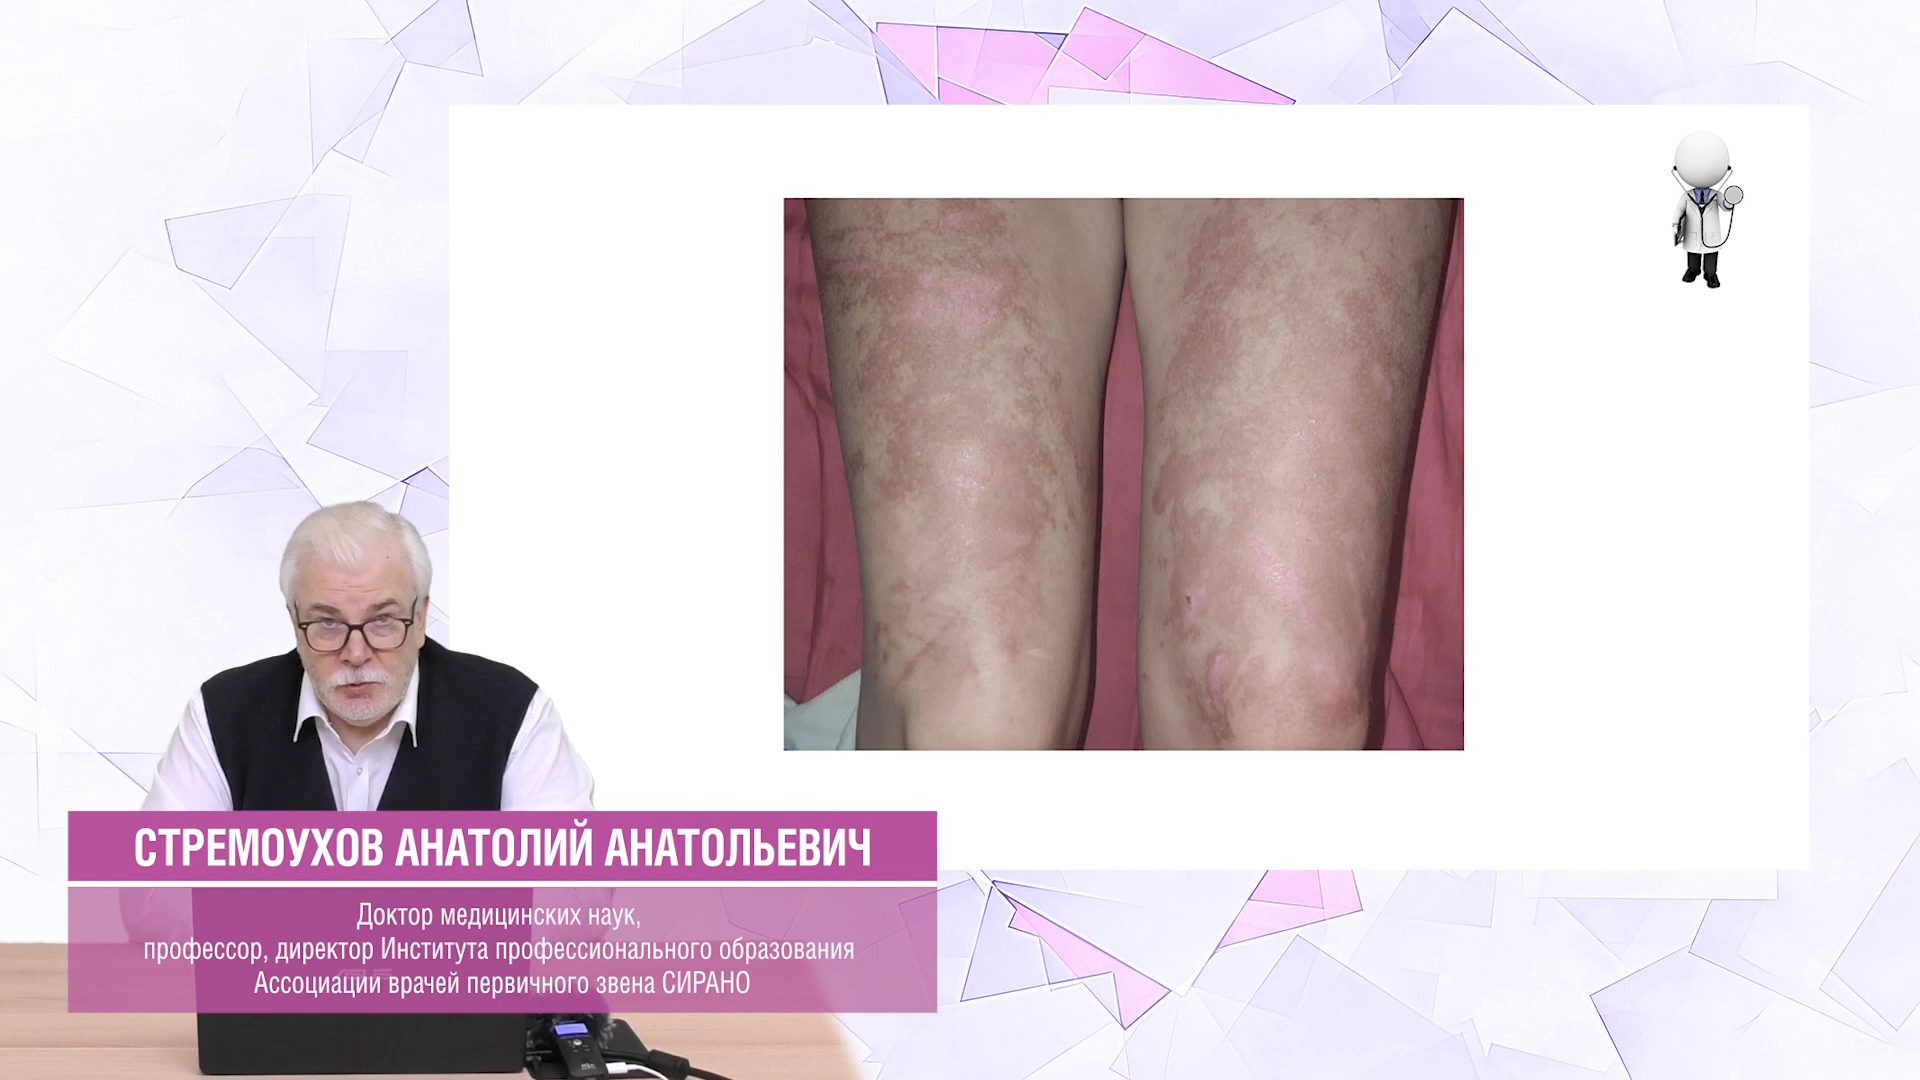 СТРЕМОУХОВ АНАТОЛИЙ АНАТОЛЬЕВИЧ
Доктор медицинских наук,
профессор, директор Института профессионального образования
Ассоциации врачей первичного звена СИРАНО